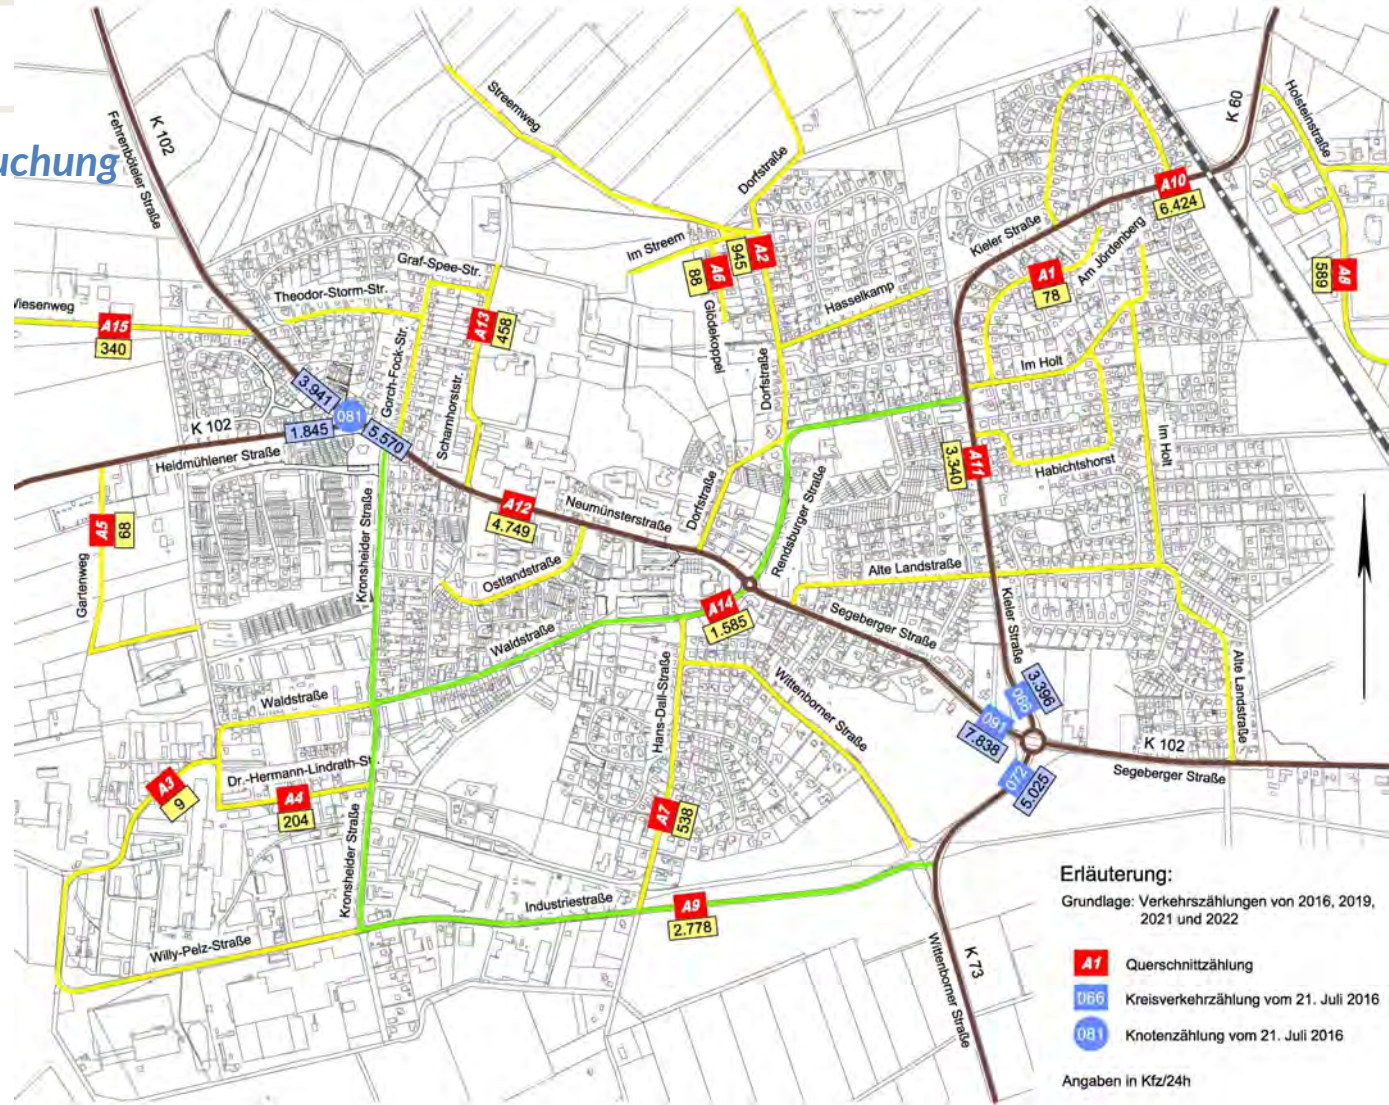 uchung
K 102
Fehrenböteler Straße
Streernweg
Dorfstraße
K 60
Holsteinstraße
A10
6.424
Kieler Straße
Am Jördenberg
Im Streem
A6
88
945
A2
A1
78
A8
589
Graf-Spee-Str.
Theodor-Storm-Str.
Wiesenweg
A15
340
Gorch-Fock-Str.
A13
458
Scharnhorststr.
Glödekoppel
Hasselkamp
Dorfstraße
Im Holt
3.941
081
1.845
5.570
K 102
Heidmühlener Straße
A11
3.340
Habichtshorst
Im Holt
A5
68
Gartenweg
Kronsheider Straße
A12
4.749
Neumünsterstraße
Dorfstraße
Rendsburger Straße
Ostlandstraße
Alte Landstraße
A14
1.585
Segeberger Straße
Kieler Straße
Waldstraße
Waldstraße
Hans-Dall-Straße
Wittenborner Straße
Alte Landstraße
066
3.396
091
7.838
072
5.025
K 102
Segeberger Straße
Dr.-Hermann-Lindrath-Str.
A3
9
A4
204
A7
538
Kronsheider Straße
Industriestraße
A9
2.778
Willy-Pelz-Straße
K 73
Wittenborner Straße
Erläuterung:
Grundlage: Verkehrszählungen von 2016, 2019,
2021 und 2022
A1 Querschnittzählung
066 Kreisverkehrzählung vom 21. Juli 2016
081 Knotenzählung vom 21. Juli 2016
Angaben in Kfz/24h